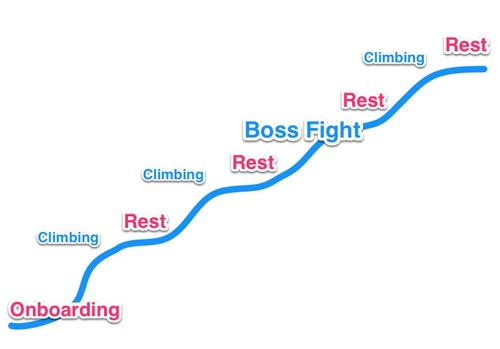 Rest
Climbing
Rest
Boss Fight
Rest
Climbing
Rest
Climbing
Onboarding